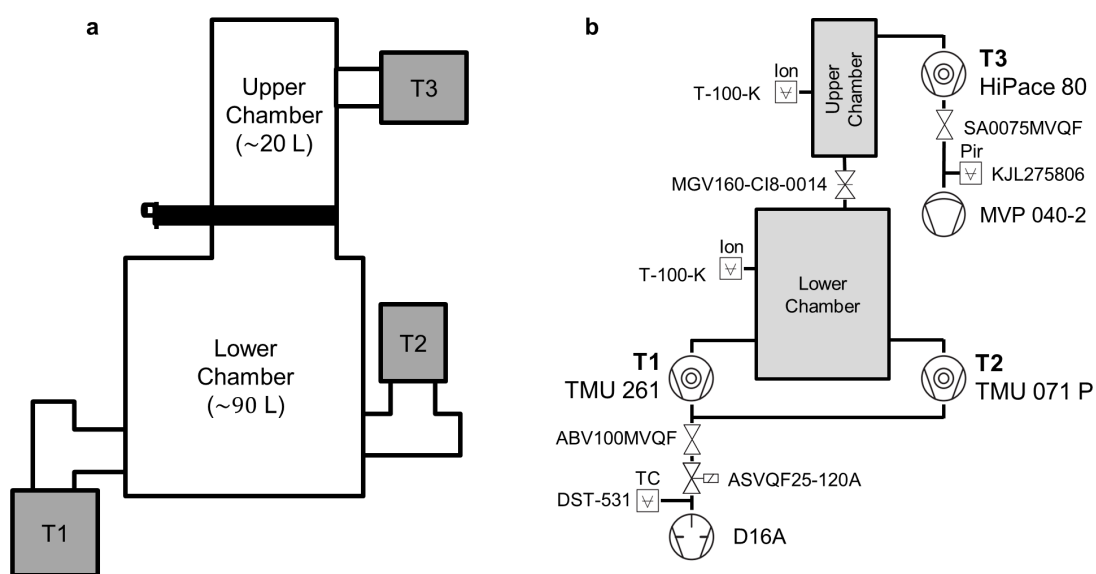 a
Upper
Chamber
(~20 L)
T3
Lower
Chamber
(~90 L)
T2
T1
b
Upper
Chamber
Ion
T-100-K
T3
HiPace 80
SA0075MVQF
Pir
KJL275806
MVP 040-2
MGV160-CI8-0014
Ion
T-100-K
Lower
Chamber
T1
TMU 261
T2
TMU 071 P
ABV100MVQF
ASVQF25-120A
TC
DST-531
D16A